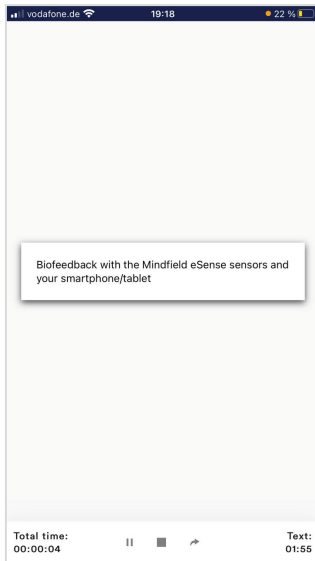 vodafone.de 19:18 22 %
Biofeedback with the Mindfield eSense sensors and
your smartphone/tablet
Total time: Text:
00:00:04 01:55